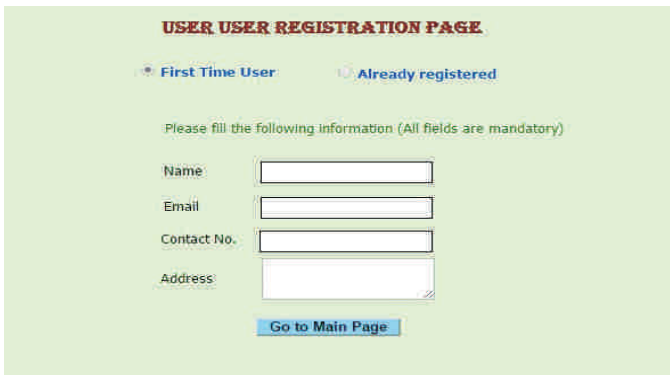 USER USER REGISTRATION PAGE
First Time User Already registered
Please fill the following information (All fields are mandatory)
Name
Email
Contact No.
Address
Go to Main Page